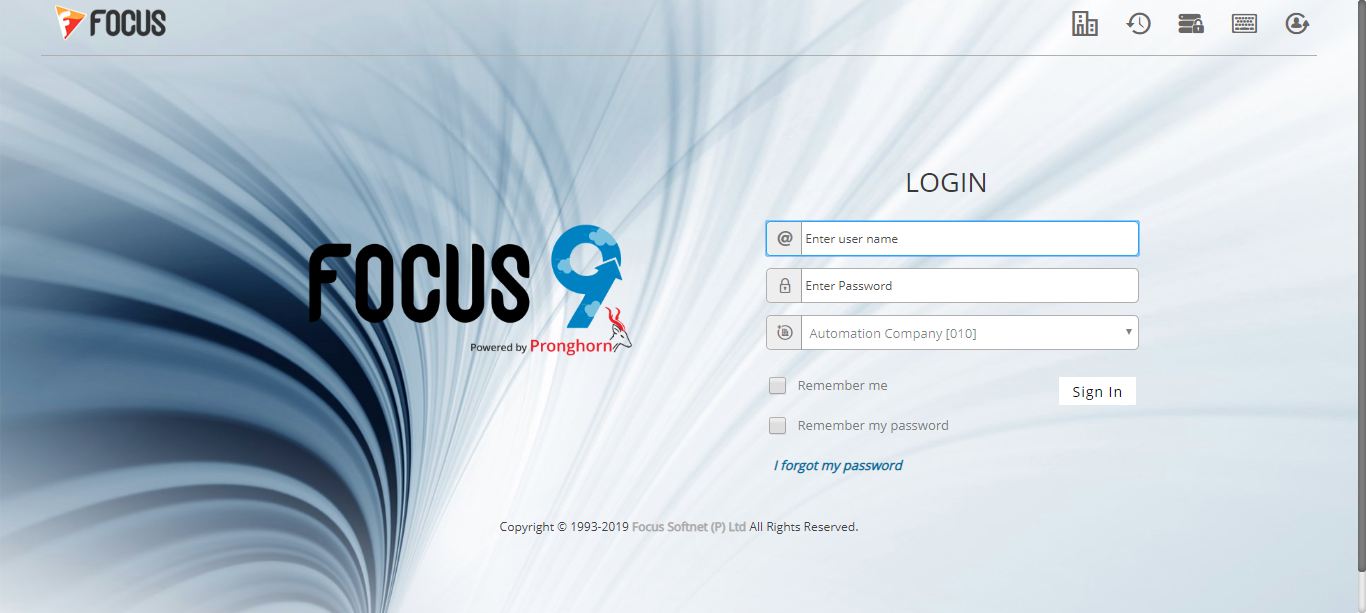 FOCUS
LOGIN
@ Enter user name
Enter Password
Automation Company [010]
FOCUS 9
Powered by Pronghorn
Remember me
Sign In
Remember my password
I forgot my password
Copyright © 1993-2019 Focus Softnet (P) Ltd All Rights Reserved.